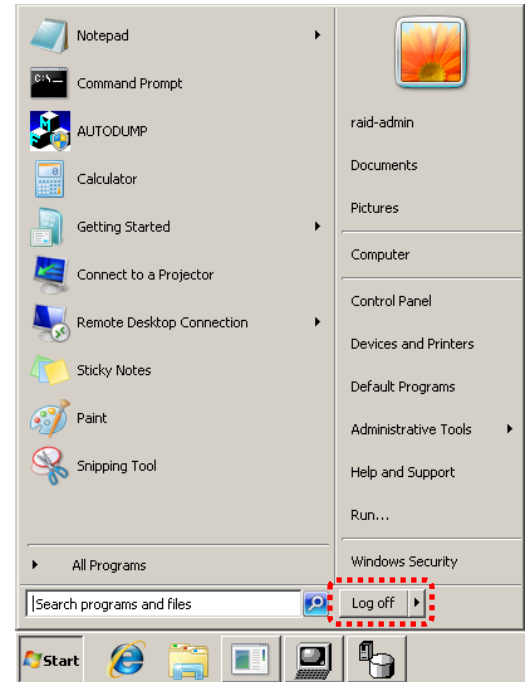 Notepad
Command Prompt
AUTODUMP
Calculator
Getting Started
Connect to a Projector
Remote Desktop Connection
Sticky Notes
Paint
Snipping Tool
All Programs
Search programs and files
raid-admin
Documents
Pictures
Computer
Control Panel
Devices and Printers
Default Programs
Administrative Tools
Help and Support
Run...
Windows Security
Log off
Start